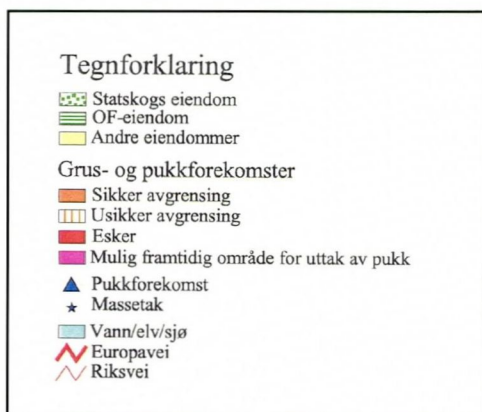 Tegnforklaring
Statskogs eiendom
OF-eiendom
Andre eiendommer
Grus- og pukkforekomster
Sikker avgrensing
Usikker avgrensing
Esker
Mulig framtidig område for uttak av pukk
Pukkforekomst
Massetak
Vann/elv/sjø
Europavei
Riksvei